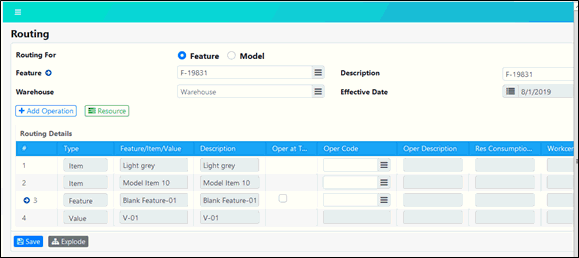 Routing
Routing For Feature Model
Feature F-19831 Description F-19831
Warehouse Warehouse Effective Date 8/1/2019
+ Add Operation Resource
Routing Details
# Type Feature/Item/Value Description Oper at T... Oper Code Oper Description Res Consumption... Workcen
1 Item Light grey Light grey
2 Item Model Item 10 Model Item 10
3 Feature Blank Feature-01 Blank Feature-01
4 Value V-01 V-01
Save Explode